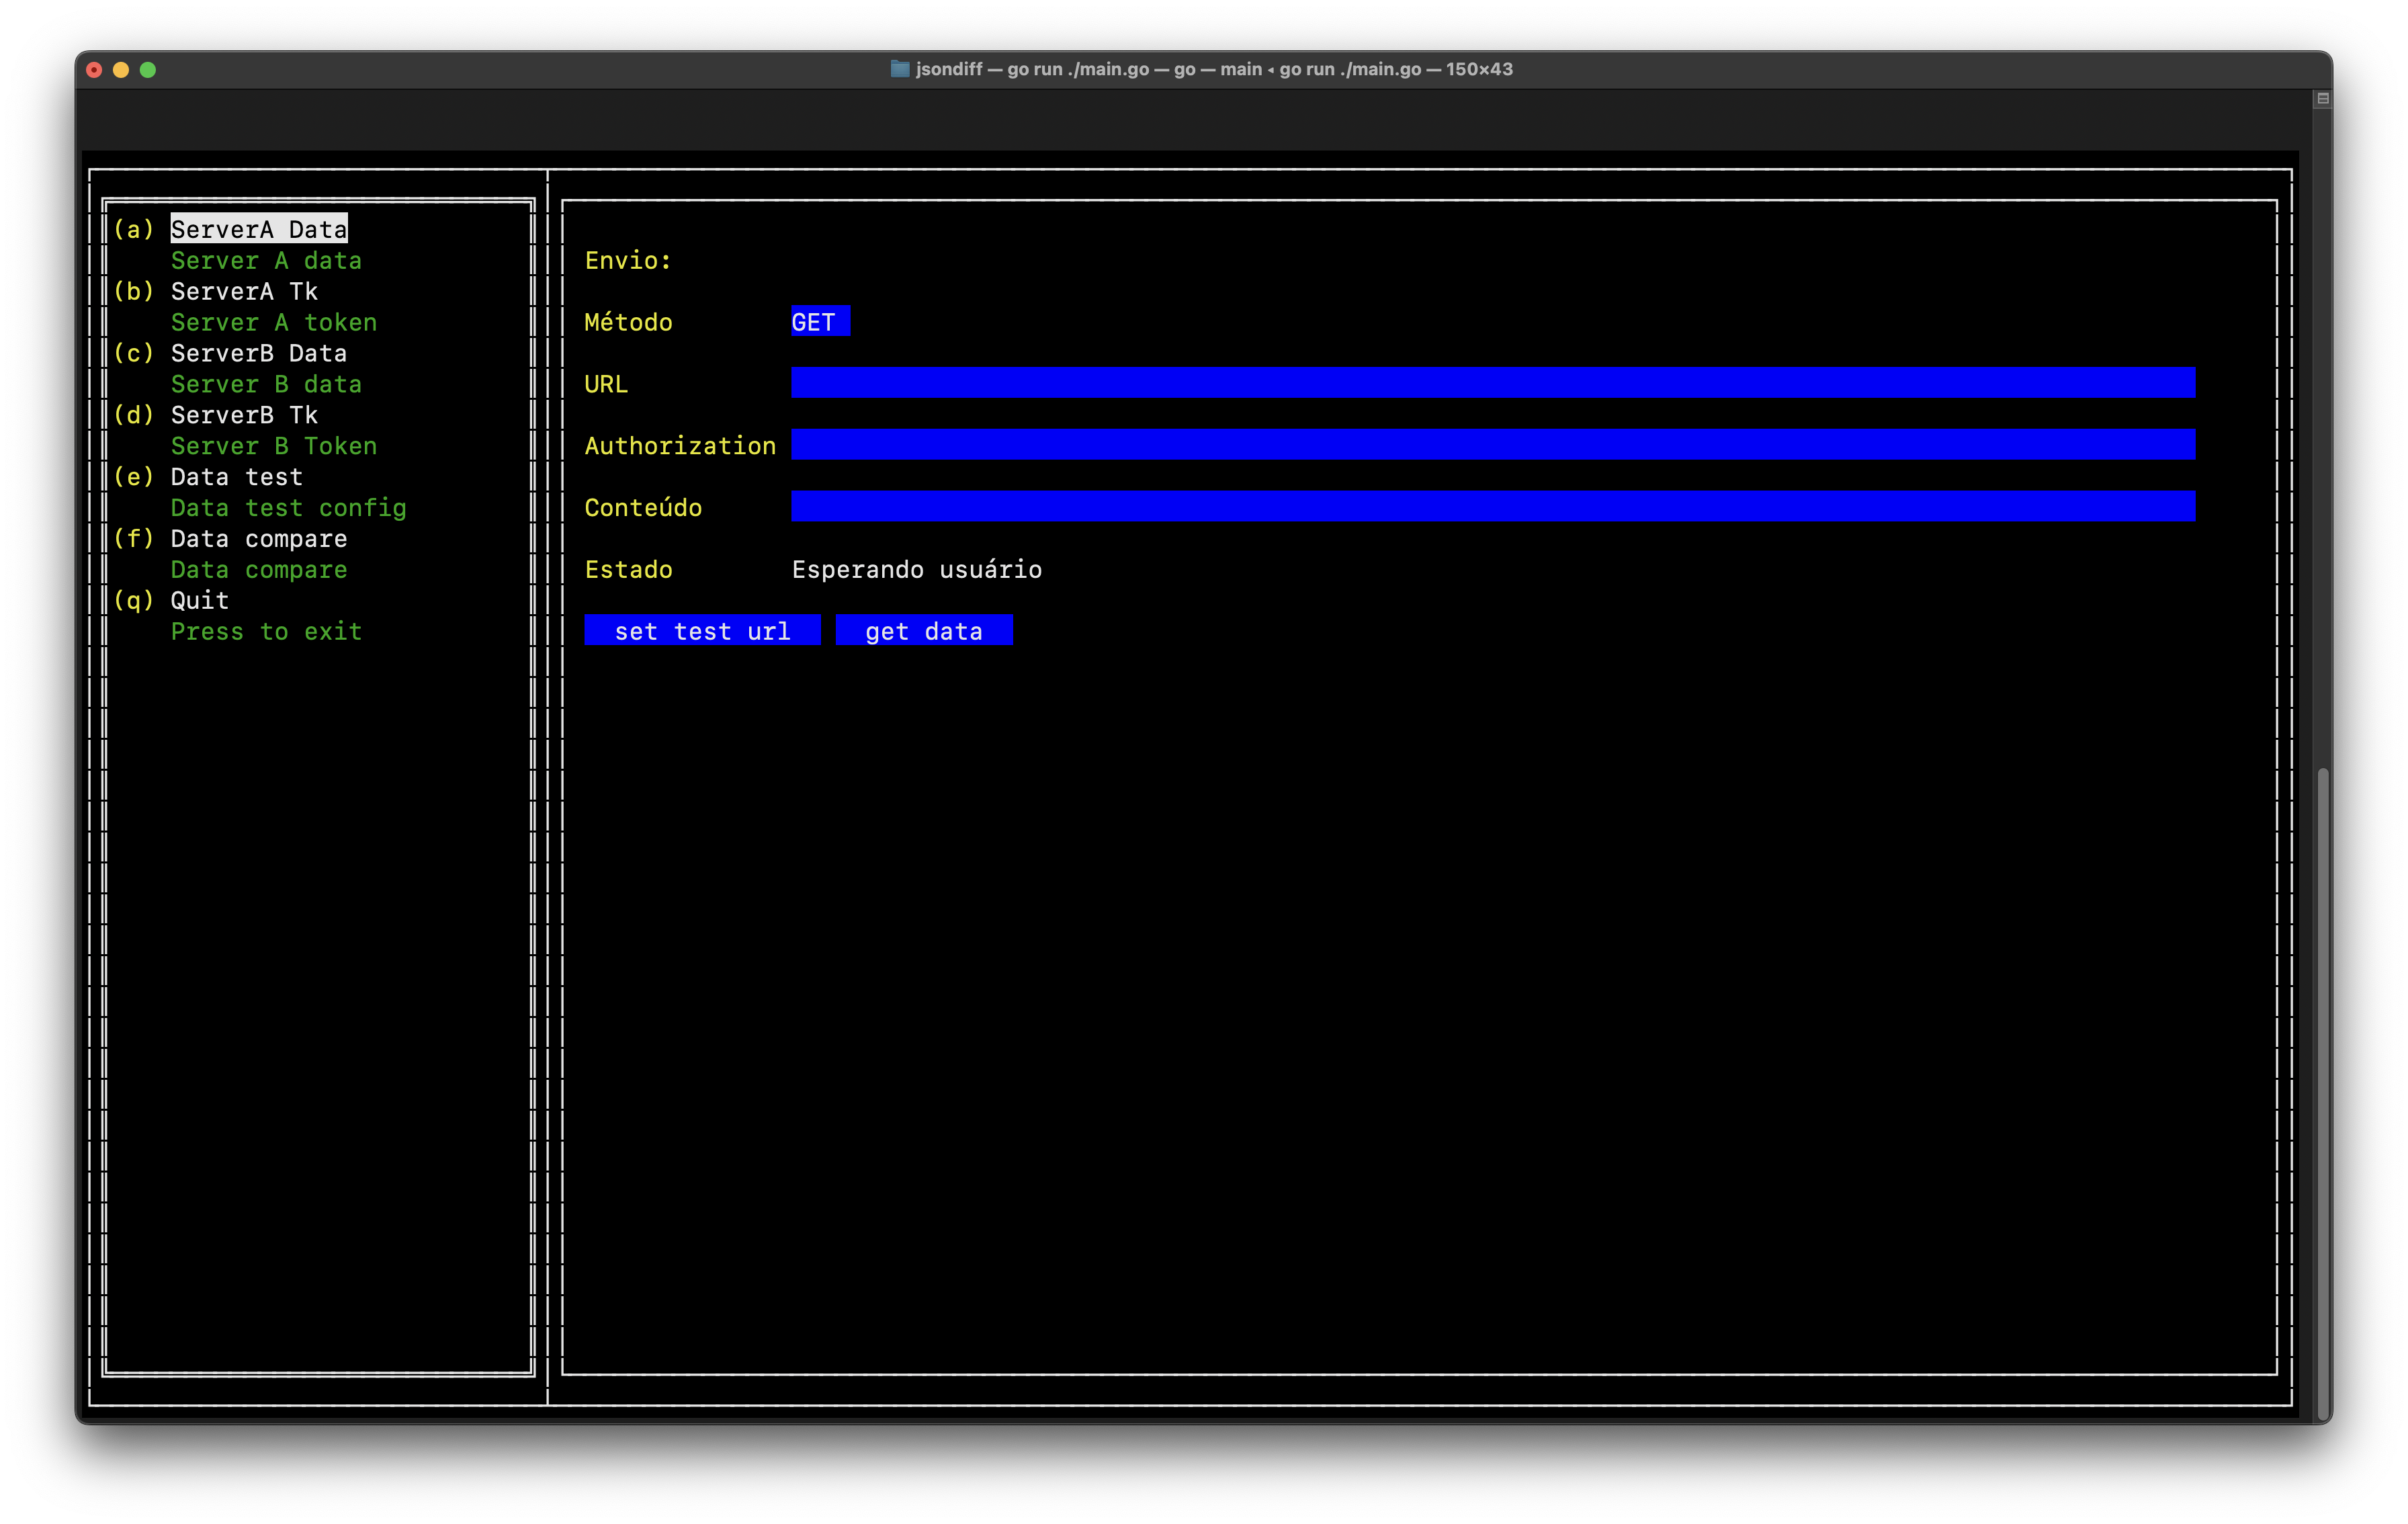 jsondiff — go run ./main.go — go — main ◂ go run ./main.go — 150×43
(a) ServerA Data
Server A data
(b) ServerA Tk
Server A token
(c) ServerB Data
Server B data
(d) ServerB Tk
Server B Token
(e) Data test
Data test config
(f) Data compare
Data compare
(q) Quit
Press to exit
Envio:
Método GET
URL
Authorization
Conteúdo
Estado Esperando usuário
set test url get data